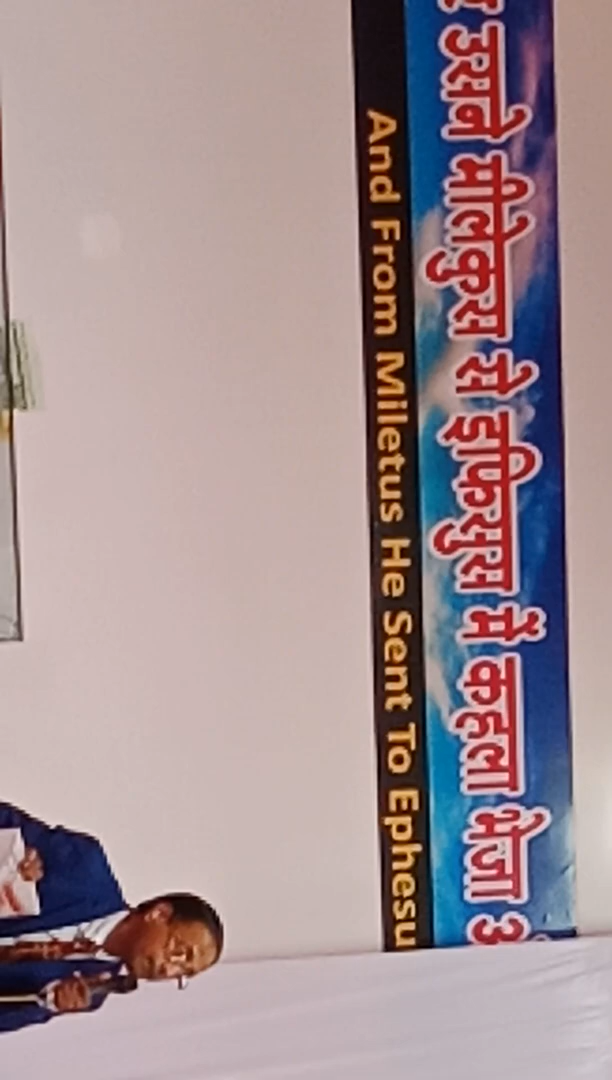 उसने मीलेकुस से इफिसुस में कहला भेजा
And From Miletus He Sent To Ephesu